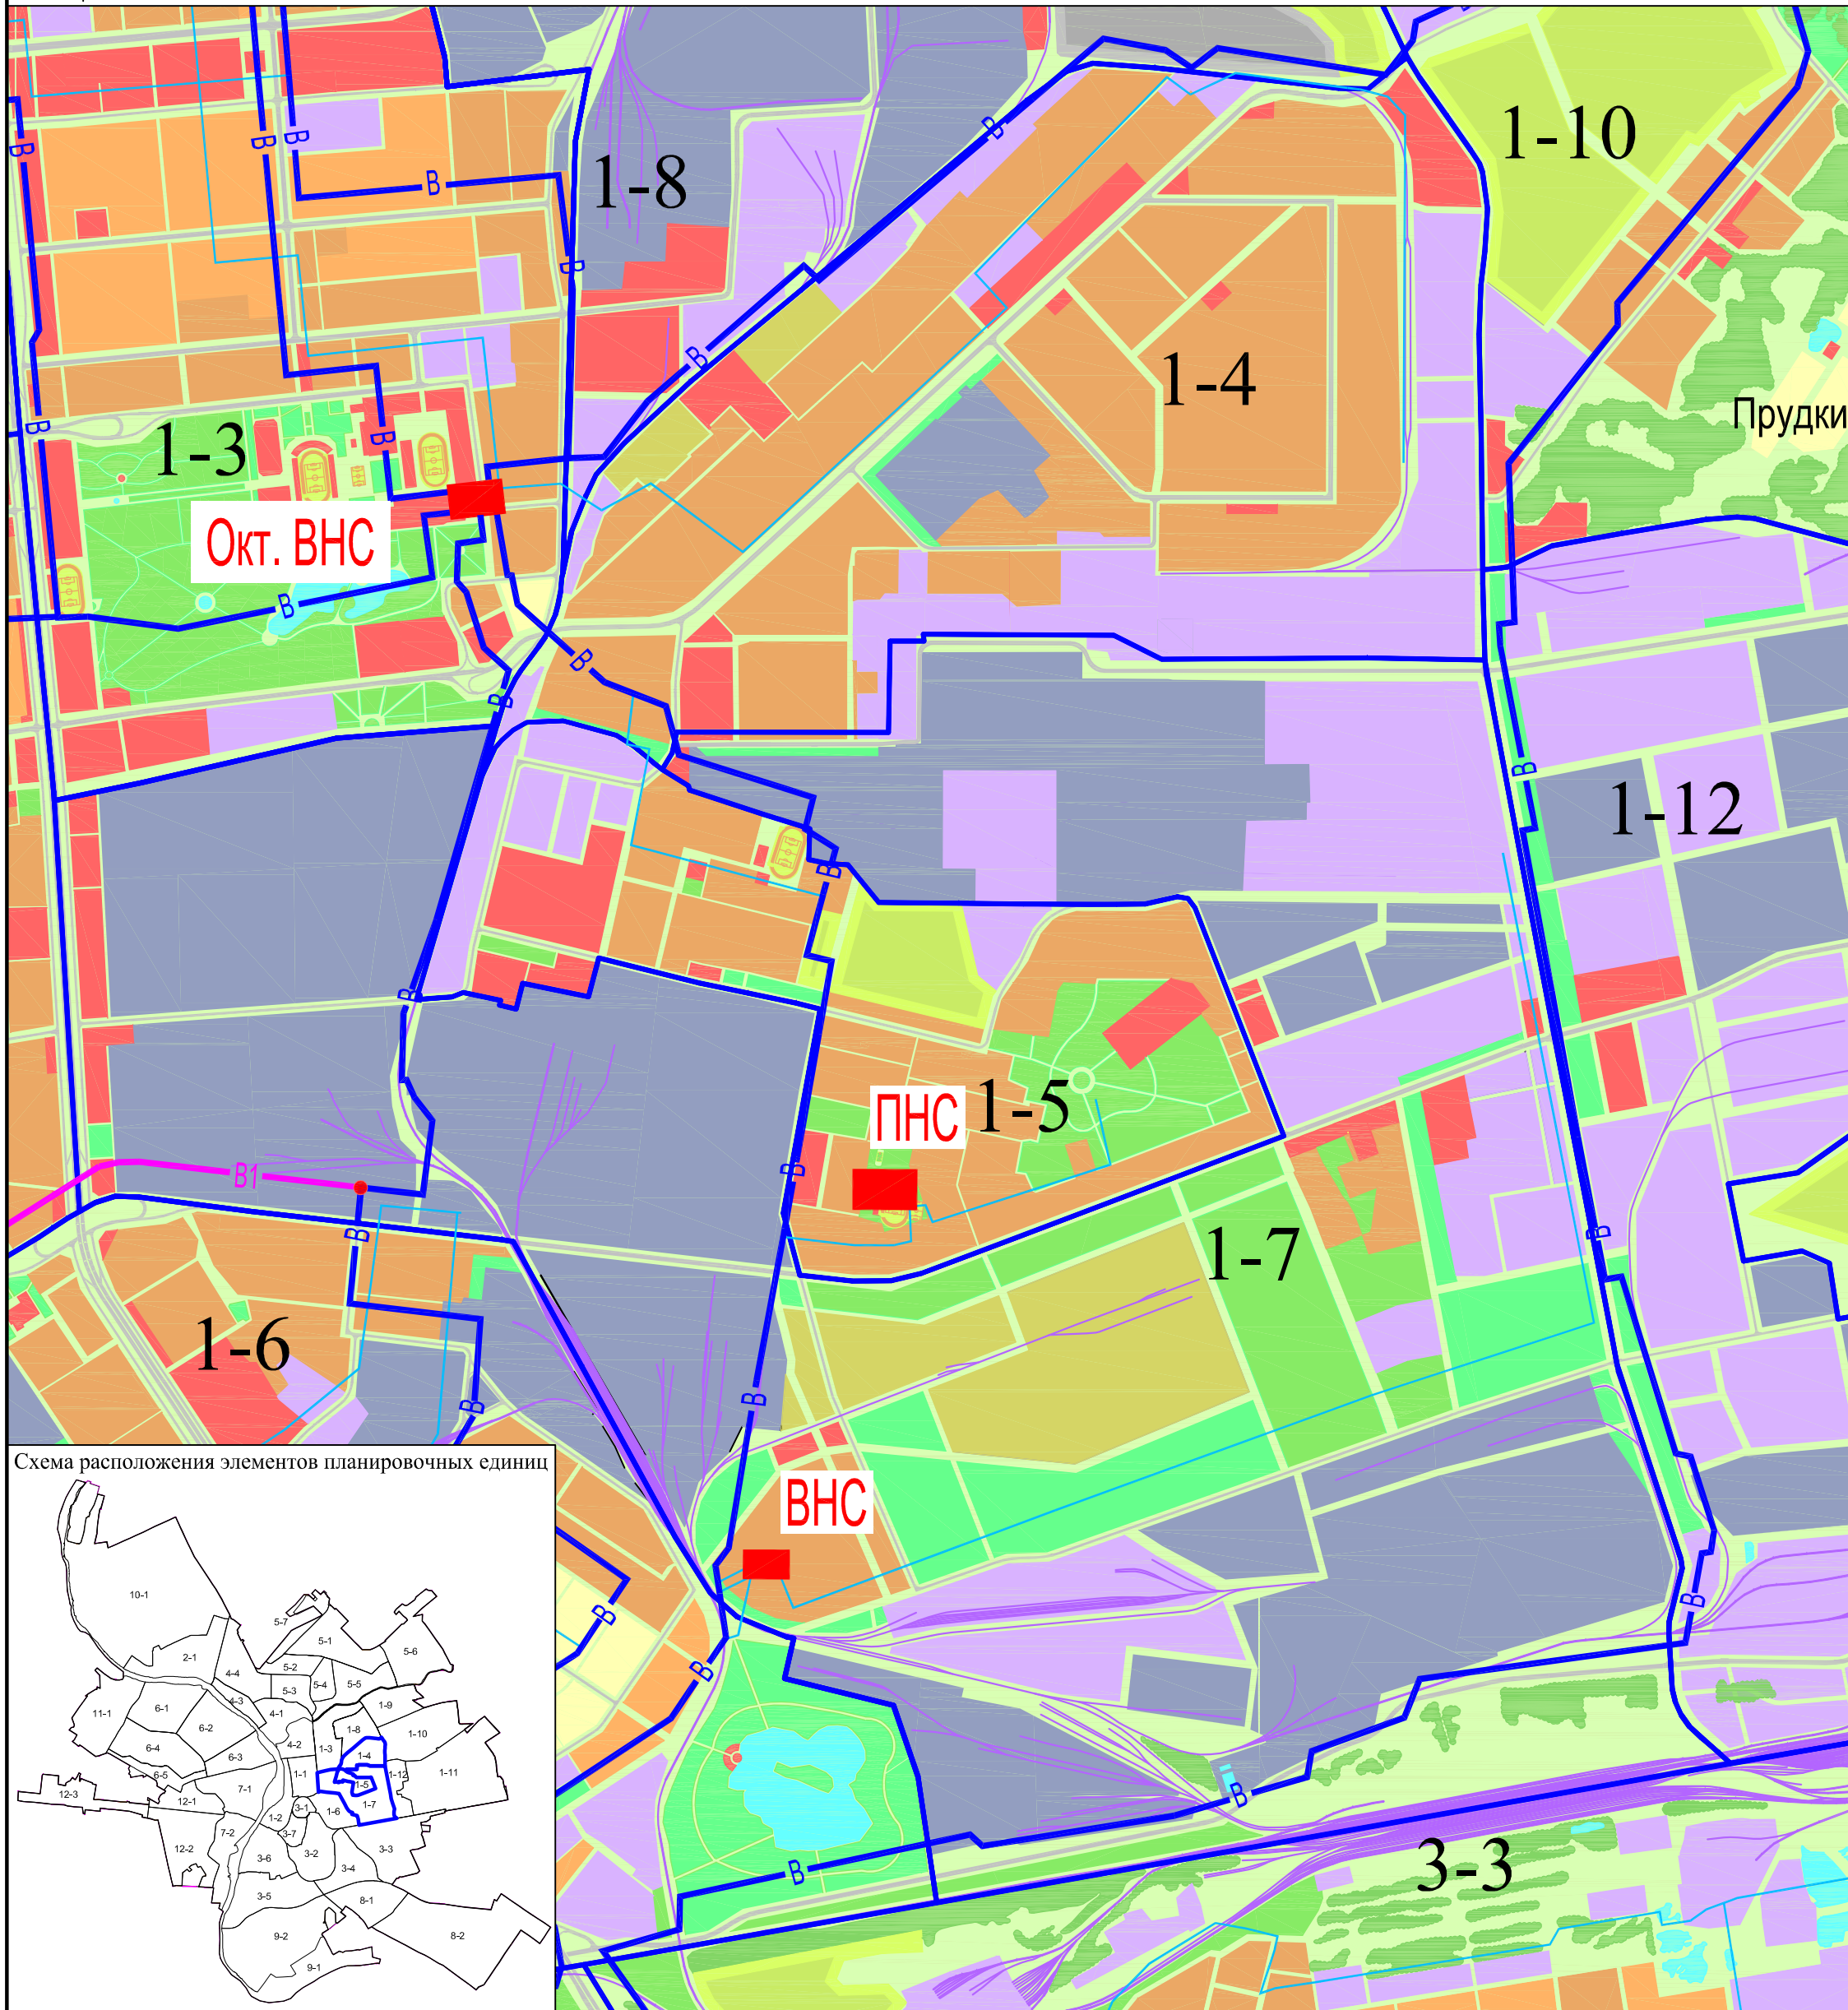 1-10
1-8
В
В
В
В
В
В
В
1-4
Прудки
В
В
1-3
В
Окт. ВНС
В
В
В
В
1-12
В
В
1-5
ПНС
В
В1
В
В
1-7
1-6
В
В
Схема расположения элементов планировочных единиц
ВНС
В
В
В
В
В
3-3
10-1
5-7
5-1
5-6
2-1
4-4
5-2
5-3
5-4
5-5
11-1
6-1
4-3
4-1
1-9
6-2
1-8
1-10
6-4
6-3
4-2
1-3
1-4
6-5
1-1
1-12
1-11
12-3
12-1
7-1
1-5
1-7
3-1
1-6
1-2
7-2
3-7
12-2
3-6
3-2
3-4
3-3
3-5
8-1
9-2
8-2
9-1